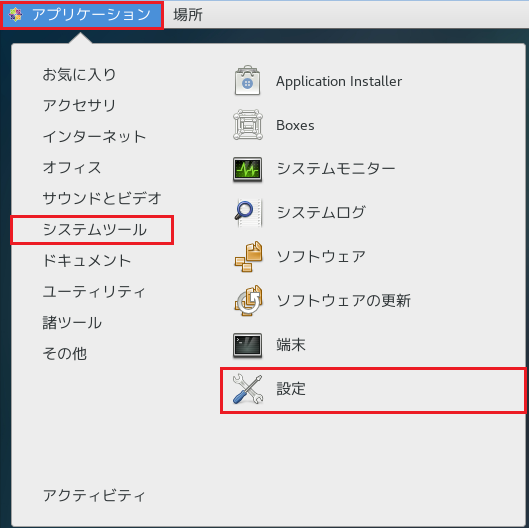 アプリケーション 場所
お気に入り
アクセサリ
インターネット
オフィス
サウンドとビデオ
システムツール
ドキュメント
ユーティリティ
諸ツール
その他
アクティビティ
Application Installer
Boxes
システムモニター
システムログ
ソフトウェア
ソフトウェアの更新
端末
設定